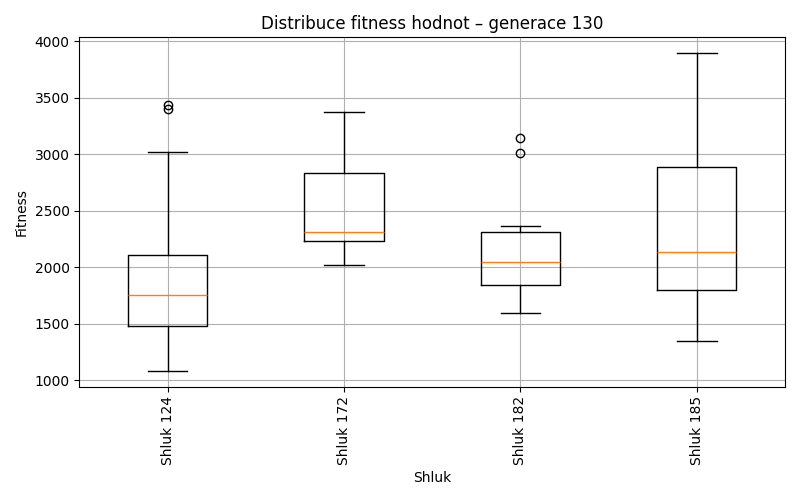 Distribuce fitness hodnot – generace 130
Fitness
4000
3500
3000
2500
2000
1500
1000
Shluk 124
Shluk 172
Shluk 182
Shluk 185
Shluk